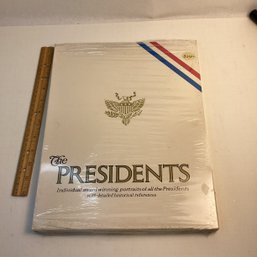 The
PRESIDENTS
Individual award winning portraits of all the Presidents
with detailed historical references